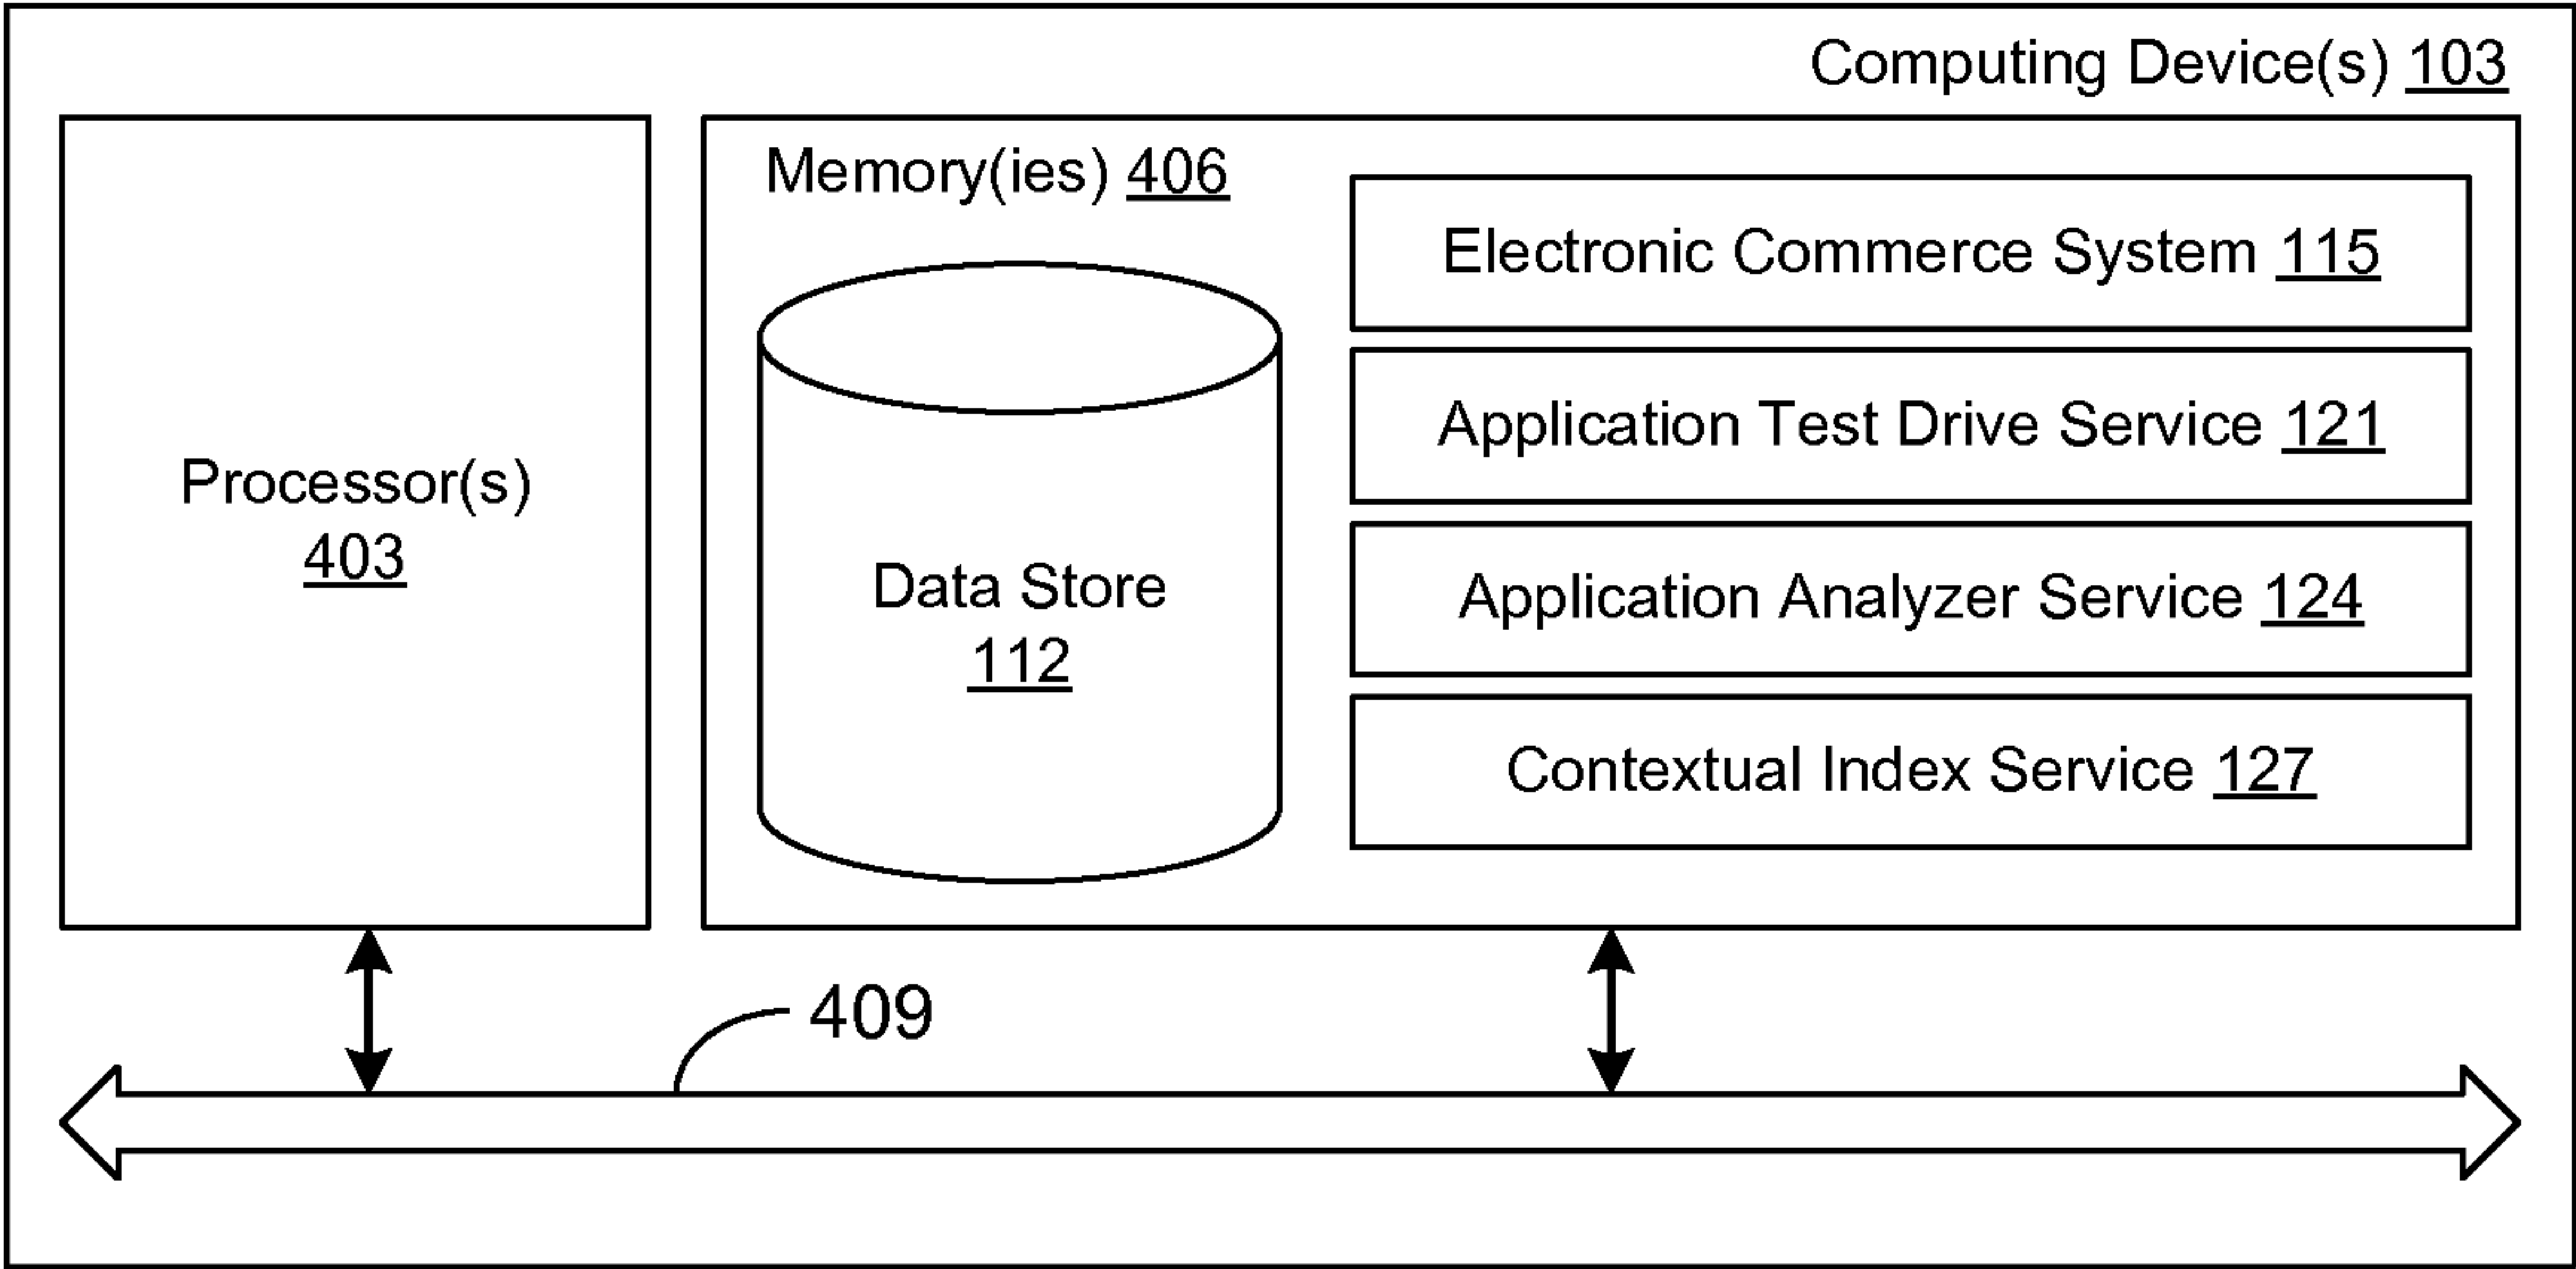 Computing Device(s) 103
Processor(s)
403
Memory(ies) 406
Data Store
112
Electronic Commerce System 115
Application Test Drive Service 121
Application Analyzer Service 124
Contextual Index Service 127
409